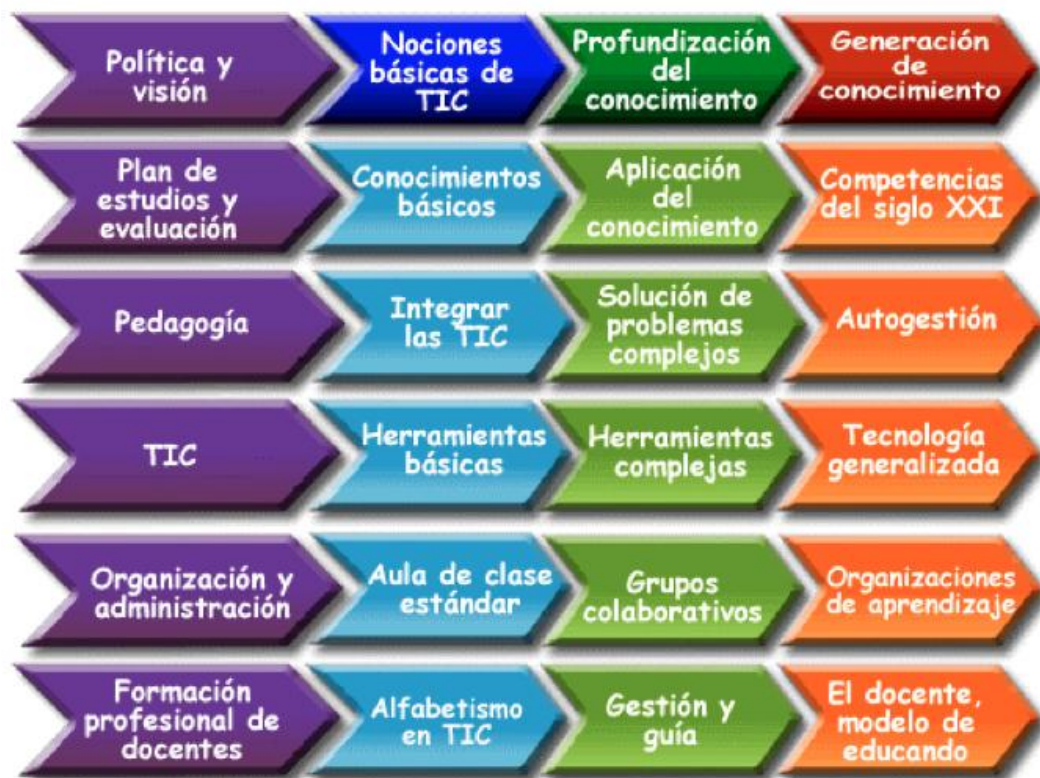 Política y
visión
Nociones
básicas de
TIC
Profundización
del
conocimiento
Generación
de
conocimiento
Plan de
estudios y
evaluación
Conocimientos
básicos
Aplicación
del
conocimiento
Competencias
del siglo XXI
Pedagogía
Integrar
las TIC
Solución de
problemas
complejos
Autogestión
TIC
Herramientas
básicas
Herramientas
complejas
Tecnología
generalizada
Organización y
administración
Aula de clase
estándar
Grupos
colaborativos
Organizaciones
de aprendizaje
Formación
profesional de
docentes
Alfabetismo
en TIC
Gestión y
guía
El docente,
modelo de
educando